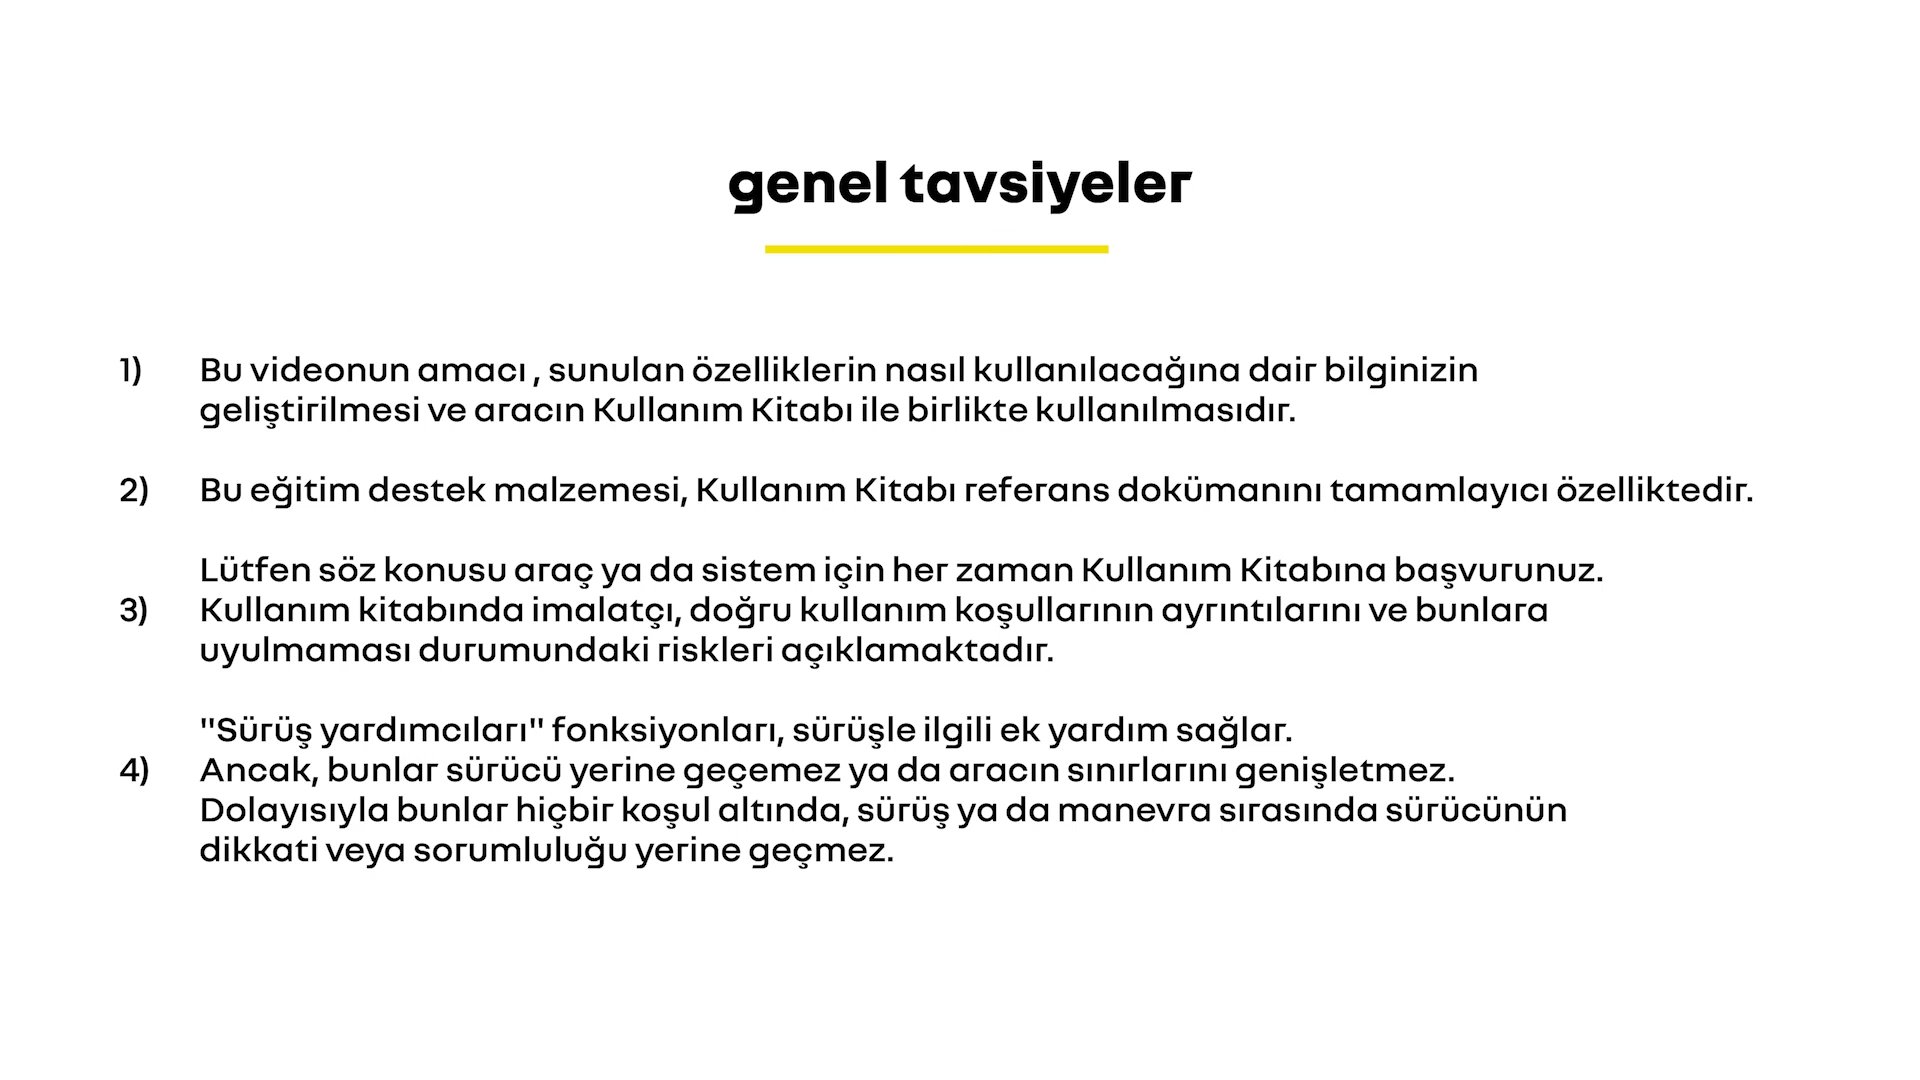 genel tavsiyeler
1) Bu videonun amacı , sunulan özelliklerin nasıl kullanılacağına dair bilginizin
geliştirilmesi ve aracın Kullanım Kitabı ile birlikte kullanılmasıdır.
2) Bu eğitim destek malzemesi, Kullanım Kitabı referans dokümanını tamamlayıcı özelliktedir.
Lütfen söz konusu araç ya da sistem için her zaman Kullanım Kitabına başvurunuz.
3) Kullanım kitabında imalatçı, doğru kullanım koşullarının ayrıntılarını ve bunlara
uyulmaması durumundaki riskleri açıklamaktadır.
"Sürüş yardımcıları" fonksiyonları, sürüşle ilgili ek yardım sağlar.
4) Ancak, bunlar sürücü yerine geçemez ya da aracın sınırlarını genişletmez.
Dolayısıyla bunlar hiçbir koşul altında, sürüş ya da manevra sırasında sürücünün
dikkati veya sorumluluğu yerine geçmez.